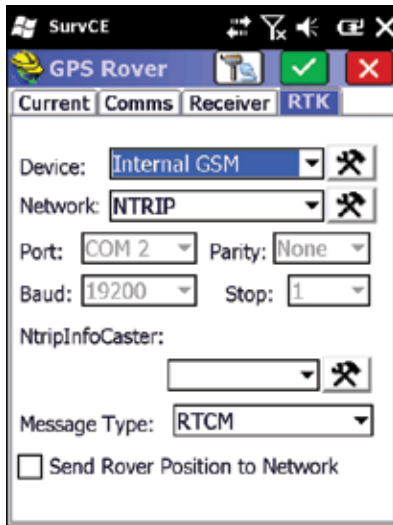 SurvCE
GPS Rover
Current Comms Receiver RTK
Device: Internal GSM
Network: NTRIP
Port: COM 2 Parity: None
Baud: 19200 Stop: 1
NtripInfoCaster:
Message Type: RTCM
Send Rover Position to Network